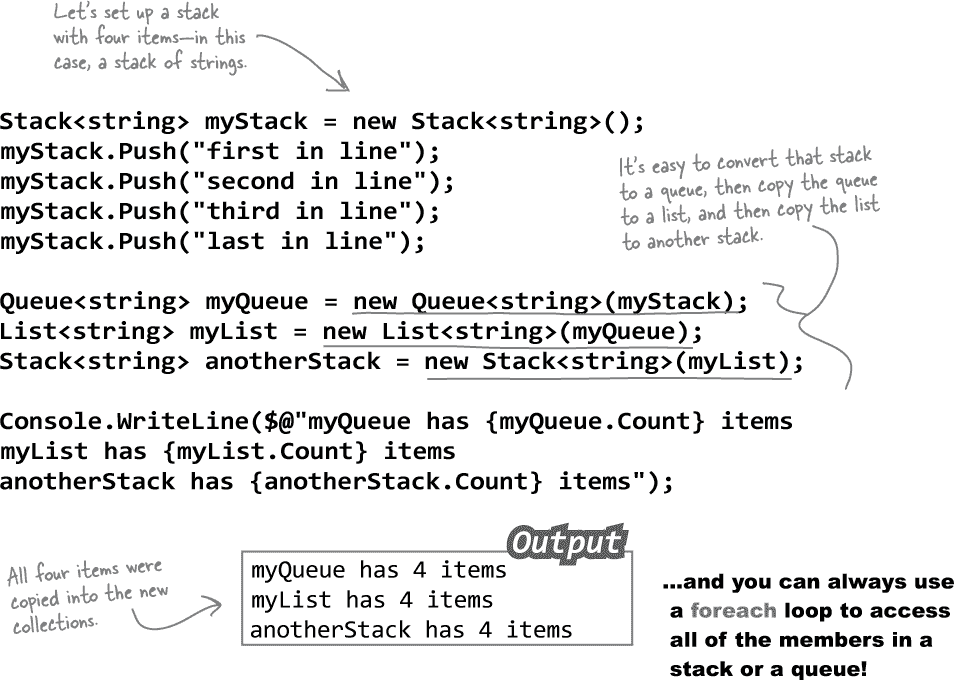 Let's set up a stack
with four items—in this
case, a stack of strings.
Stack<string> myStack = new Stack<string>();
myStack.Push("first in line");
myStack.Push("second in line");
myStack.Push("third in line");
myStack.Push("last in line");
It's easy to convert that stack
to a queue, then copy the queue
to a list, and then copy the list
to another stack.
Queue<string> myQueue = new Queue<string>(myStack);
List<string> myList = new List<string>(myQueue);
Stack<string> anotherStack = new Stack<string>(myList);
Console.WriteLine($@"myQueue has {myQueue.Count} items
myList has {myList.Count} items
anotherStack has {anotherStack.Count} items");
All four items were
copied into the new
collections.
Output
myQueue has 4 items
myList has 4 items
anotherStack has 4 items
...and you can always use
a foreach loop to access
all of the members in a
stack or a queue!